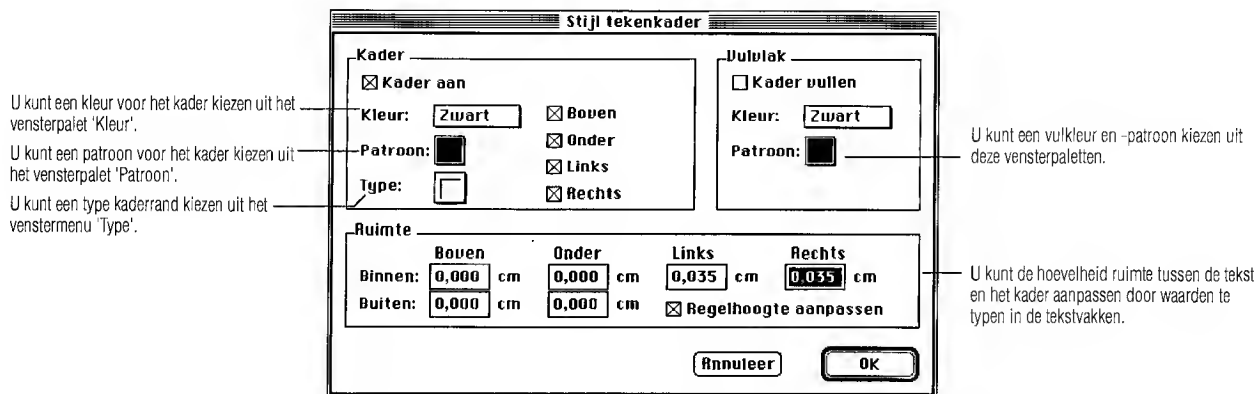 Stijl tekenkader
Kader
Kader aan
Kleur: Zwart
Patroon:
Type:
Boven
Onder
Links
Rechts
Vulvlak
Kader vullen
Kleur: Zwart
Patroon:
Ruimte
Boven Onder Links Rechts
Binnen: 0,000 cm 0,000 cm 0,035 cm 0,035 cm
Buiten: 0,000 cm 0,000 cm Regelhoogte aanpassen
Annuleer OK
U kunt een kleur voor het kader kiezen uit het
vensterpalet 'Kleur'.
U kunt een patroon voor het kader kiezen uit
het vensterpalet 'Patroon'.
U kunt een type kaderrand kiezen uit het
venstermenu 'Type'.
U kunt een vulkleur en -patroon kiezen uit
deze vensterpaletten.
U kunt de hoeveelheid ruimte tussen de tekst
en het kader aanpassen door waarden te
typen in de tekstvakken.